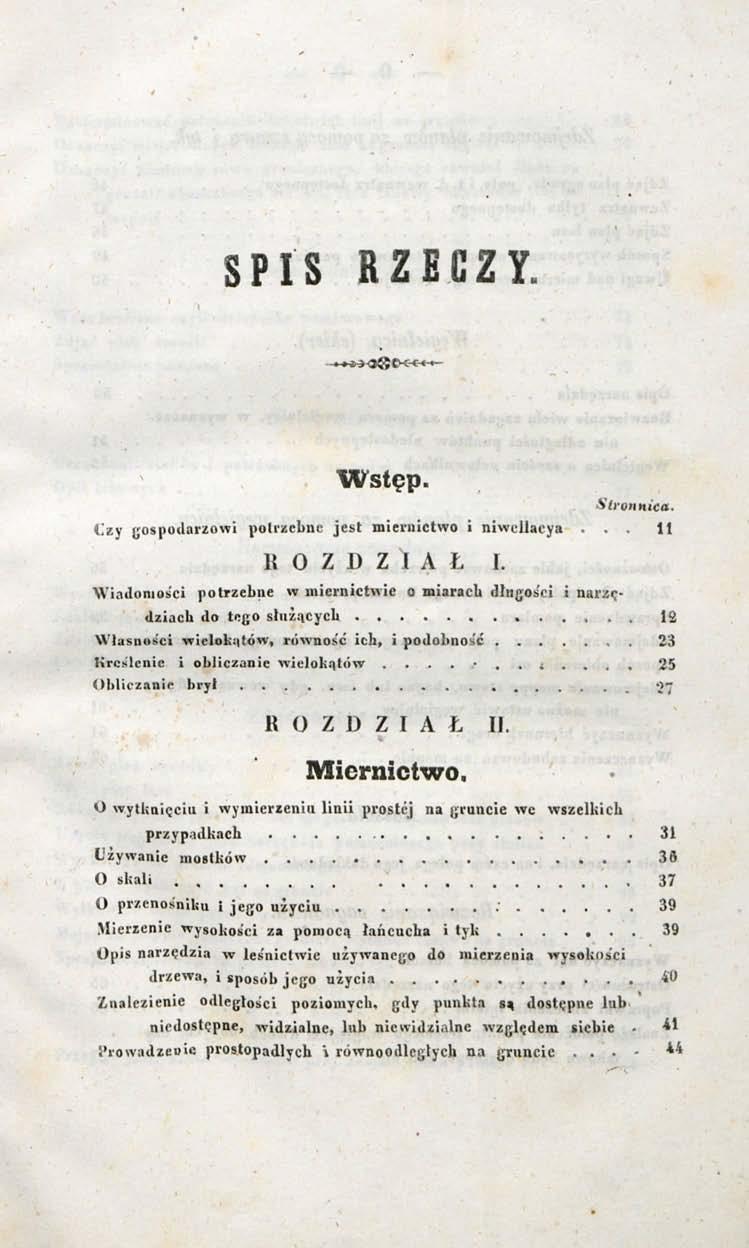 SPIS RZECZY.
Wstęp.
Stronnica.
Czy gospodarzowi potrzebne jest miernictwo i niwellacya . . . 11
ROZDZIAŁ I.
Wiadomości potrzebne w miernictwie o miarach długości i narzę-
dziach do tego służących . . . . . . . . . . . . . 12
Własności wielokątów, równość ich, i podobność . . . . . . . 23
Kreślenie i obliczanie wielokątów . . . . . . . . . . . . 25
Obliczanie brył . . . . . . . . . . . . . . . . . . 27
ROZDZIAŁ II.
Miernictwo.
O wytknięciu i wymierzeniu linii prostéj na gruncie we wszelkich
przypadkach . . . . . . . . . . . . . . . . 31
Używanie mostków . . . . . . . . . . . . . . . . . 36
O skali . . . . . . . . . . . . . . . . . . . . 37
O przenośniku i jego użyciu . . . . . . . . . . . . . . 39
Mierzenie wysokości za pomocą łańcucha i tyk . . . . . . . 39
Opis narzędzia w leśnictwie używanego do mierzenia wysokości
drzewa, i sposób jego użycia . . . . . . . . . . . 40
Znalezienie odległości poziomych, gdy punkta są dostępne lub
niedostępne, widzialne, lub niewidzialne względem siebie . 41
Prowadzenie prostopadłych i równoodległych na gruncie . . . . 44